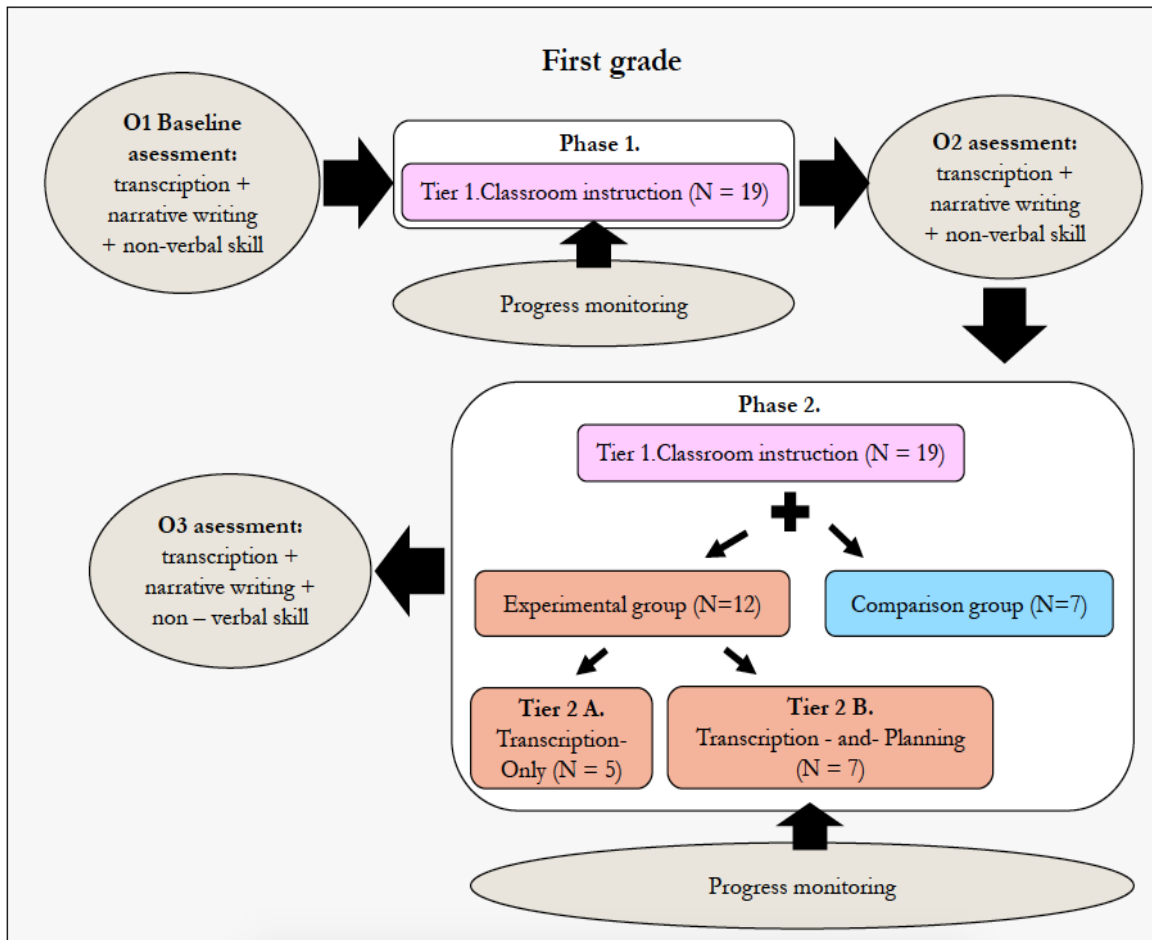 First grade
O1 Baseline
asessment:
transcription +
narrative writing
+ non-verbal skill
Phase 1.
Tier 1.Classroom instruction (N = 19)
Progress monitoring
O2 asessment:
transcription +
narrative writing
+ non-verbal skill
Phase 2.
Tier 1.Classroom instruction (N = 19)
Experimental group (N=12)
Comparison group (N=7)
Tier 2 A.
Transcription-
Only (N = 5)
Tier 2 B.
Transcription - and- Planning
(N = 7)
Progress monitoring
O3 asessment:
transcription +
narrative writing +
non – verbal skill